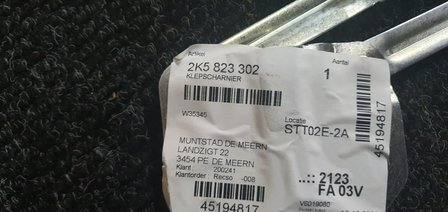 Artikel
Aantal
2K5 823 302
1
KLEPSCHARNIER
W35345
Locatie
STT02E-2A
45194817
MUNTSTAD DE MEERN
LANDZIGT 22
3454 PE DE MEERN
Klant 200241
Klantorder Recso -008
..:: 2123
FA 03V
VS019060
45194817